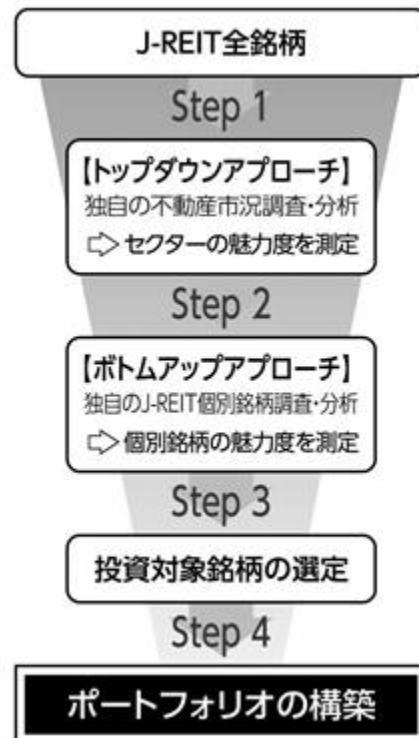 J-REIT全銘柄
Step 1
【トップダウンアプローチ】
独自の不動産市況調査・分析
⇨セクターの魅力度を測定
Step 2
【ボトムアップアプローチ】
独自のJ-REIT個別銘柄調査・分析
⇨個別銘柄の魅力度を測定
Step 3
投資対象銘柄の選定
Step 4
ポートフォリオの構築